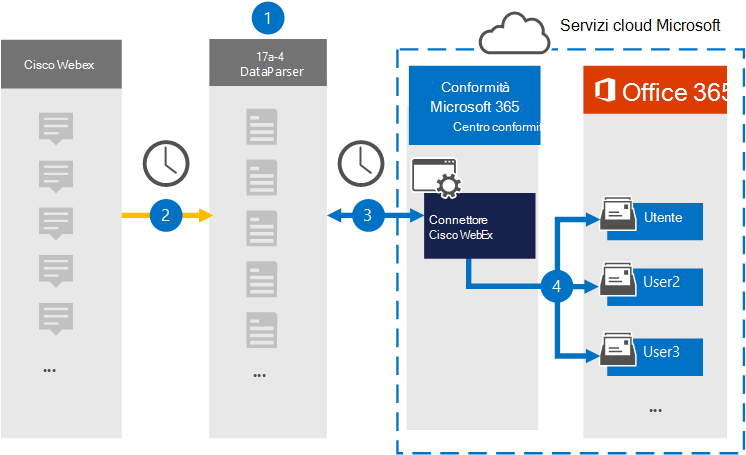 1
Servizi cloud Microsoft
Cisco Webex
17a-4
DataParser
Conformità
Microsoft 365
Centro conformit
Office 365
2
3
Connettore
Cisco WebEx
4
Utente
User2
User3
...
...
...